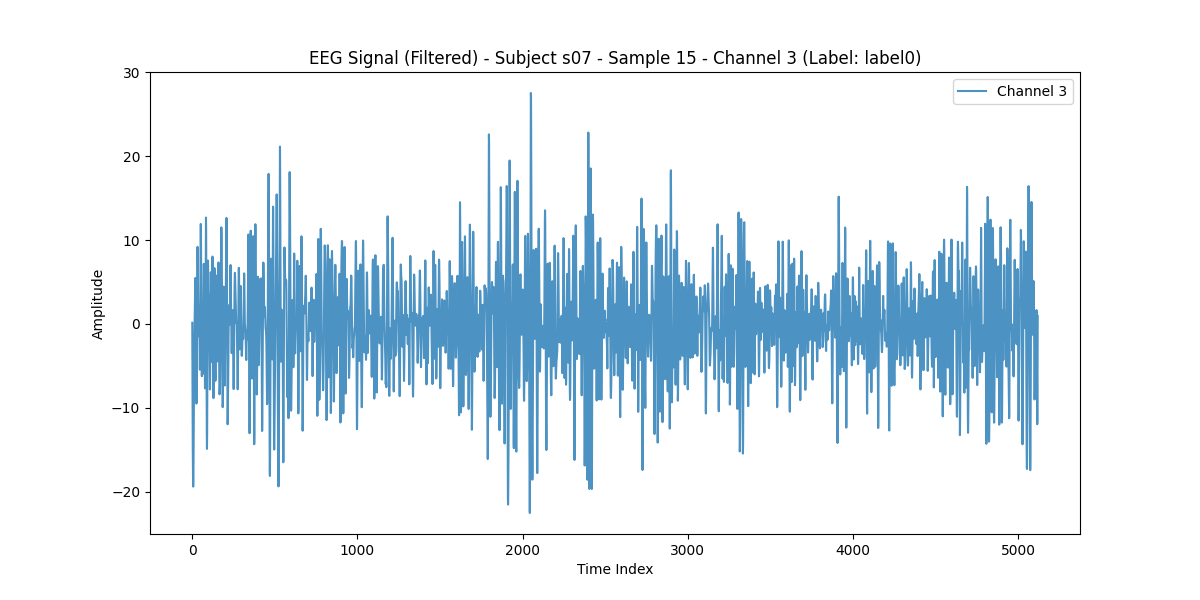 EEG Signal (Filtered) - Subject s07 - Sample 15 - Channel 3 (Label: label0)
Channel 3
30
20
10
0
−10
−20
Amplitude
0 1000 2000 3000 4000 5000
Time Index